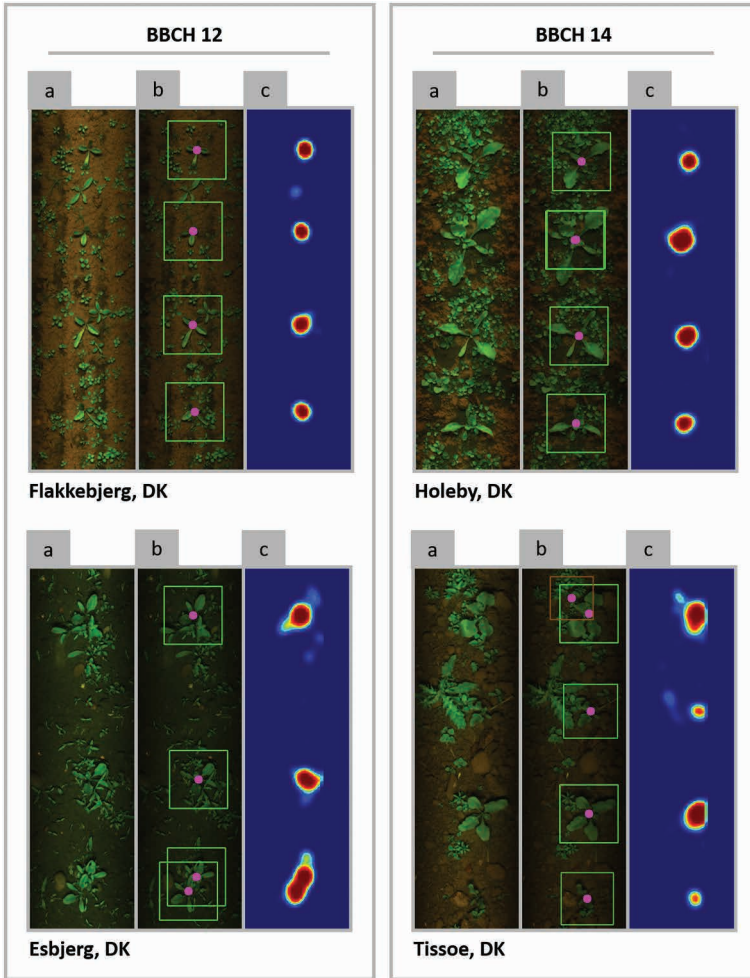 BBCH 12
a b c
Flakkebjerg, DK
a b c
Esbjerg, DK
BBCH 14
a b c
Holeby, DK
a b c
Tissoe, DK